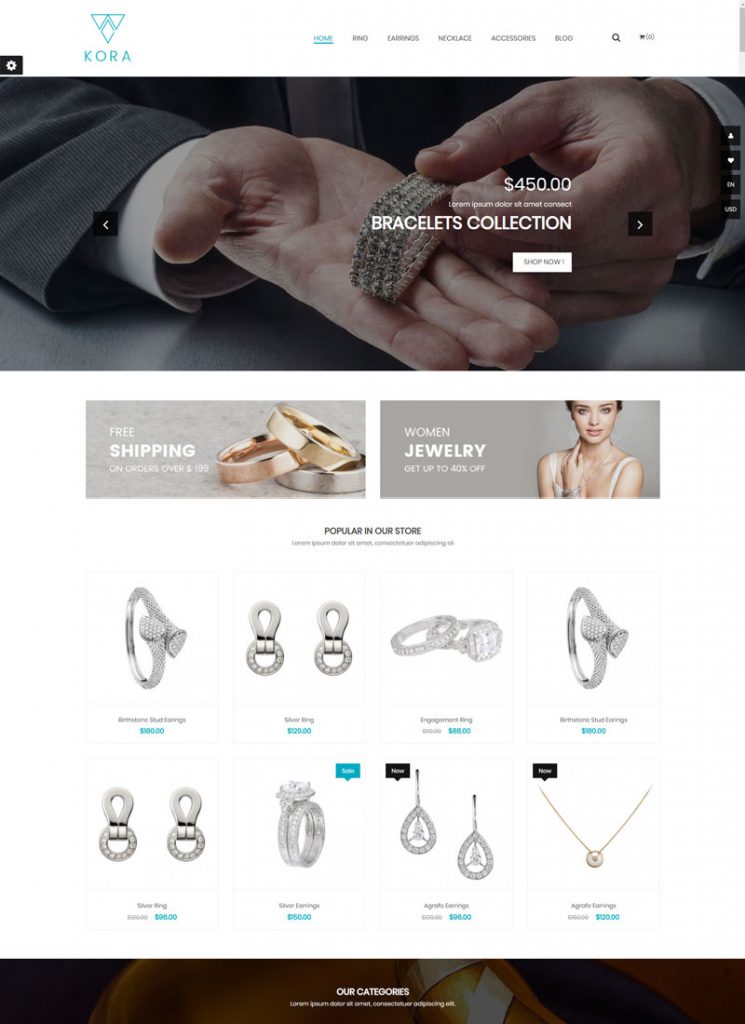 KORA
HOME RING EARRINGS NECKLACE ACCESSORIES BLOG (0)
EN
USD
$450.00
Lorem ipsum dolor sit amet consect
BRACELETS COLLECTION
SHOP NOW !
FREE
SHIPPING
ON ORDERS OVER $ 199
WOMEN
JEWELRY
GET UP TO 40% OFF
POPULAR IN OUR STORE
Lorem ipsum dolor sit amet, consectetuer adipiscing eli
Birthstone Stud Earings
$180.00
Silver Ring
$120.00
Engagement Ring
$110.00 $88.00
Birthstone Stud Earings
$180.00
Silver Ring
$120.00 $96.00
Sale
Silver Earrings
$150.00
New
Agrafe Earrings
$120.00 $96.00
New
Agrafe Earrings
$150.00 $120.00
OUR CATEGORIES
Lorem ipsum dolor sit amet, consectetuer adipiscing elit.